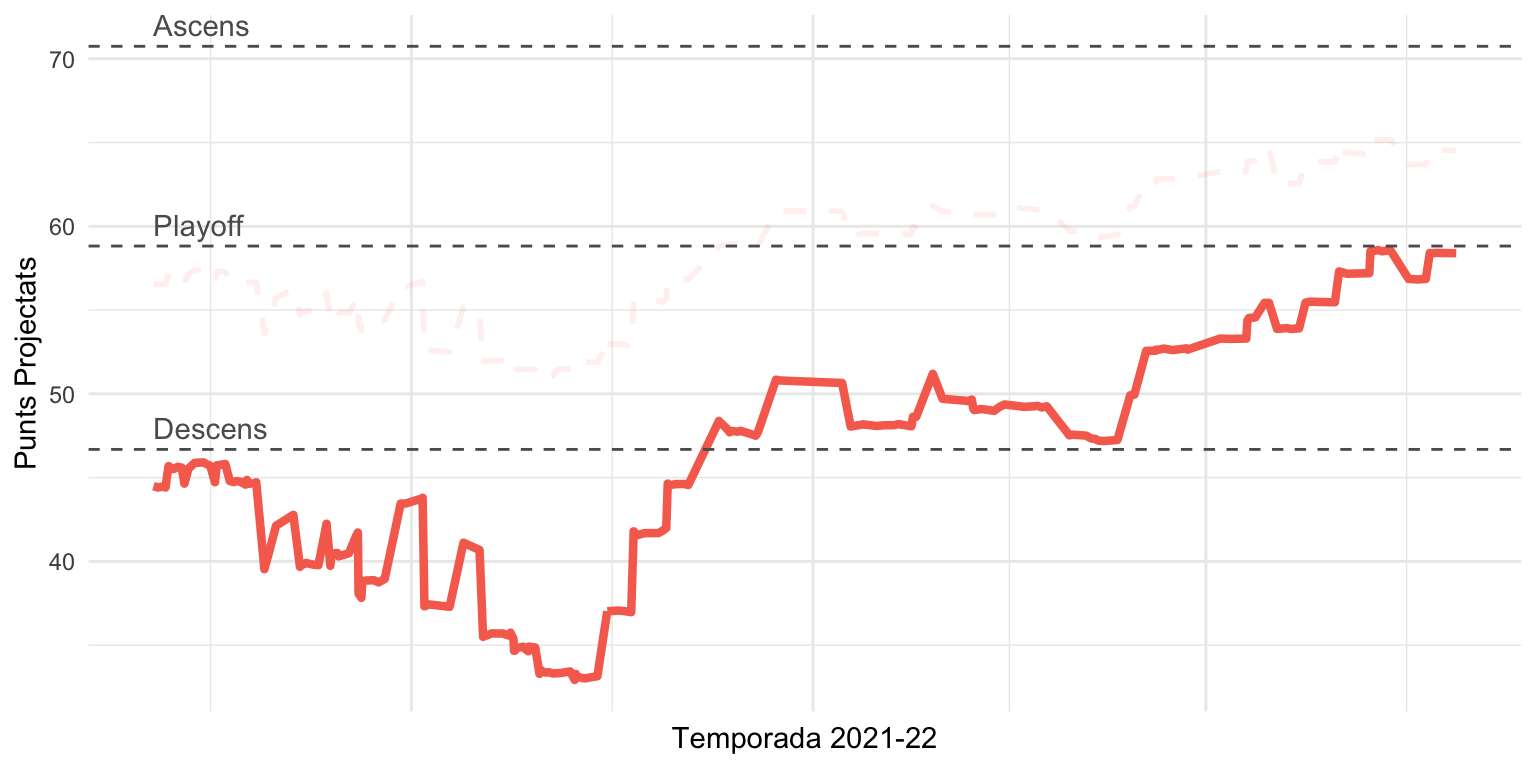 Ascens
70
Playoff
60
50
Descens
40
Punts Projectats
Temporada 2021-22